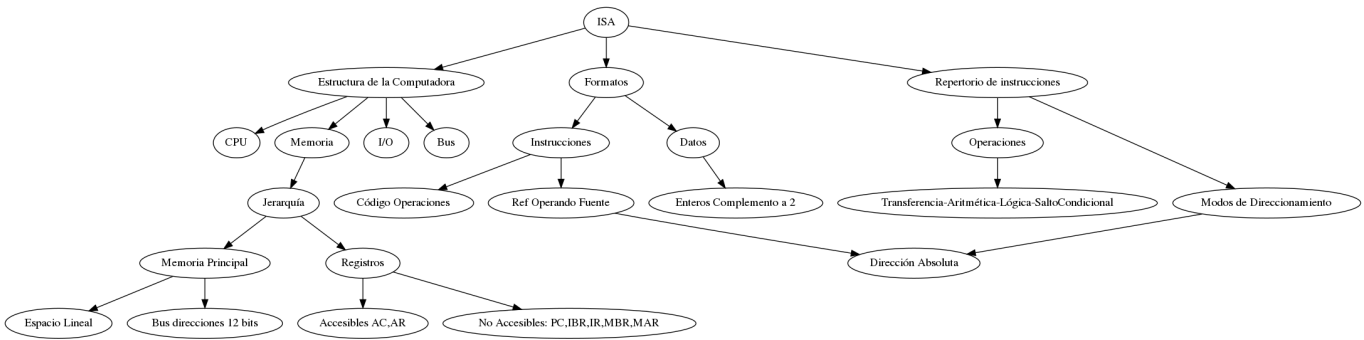 ISA
Estructura de la Computadora
Formatos
Repertorio de instrucciones
CPU
Memoria
I/O
Bus
Instrucciones
Datos
Operaciones
Jerarquía
Código Operaciones
Ref Operando Fuente
Enteros Complemento a 2
Transferencia-Aritmética-Lógica-SaltoCondicional
Modos de Direccionamiento
Memoria Principal
Registros
Dirección Absoluta
Espacio Lineal
Bus direcciones 12 bits
Accesibles AC,AR
No Accesibles: PC,IBR,IR,MBR,MAR